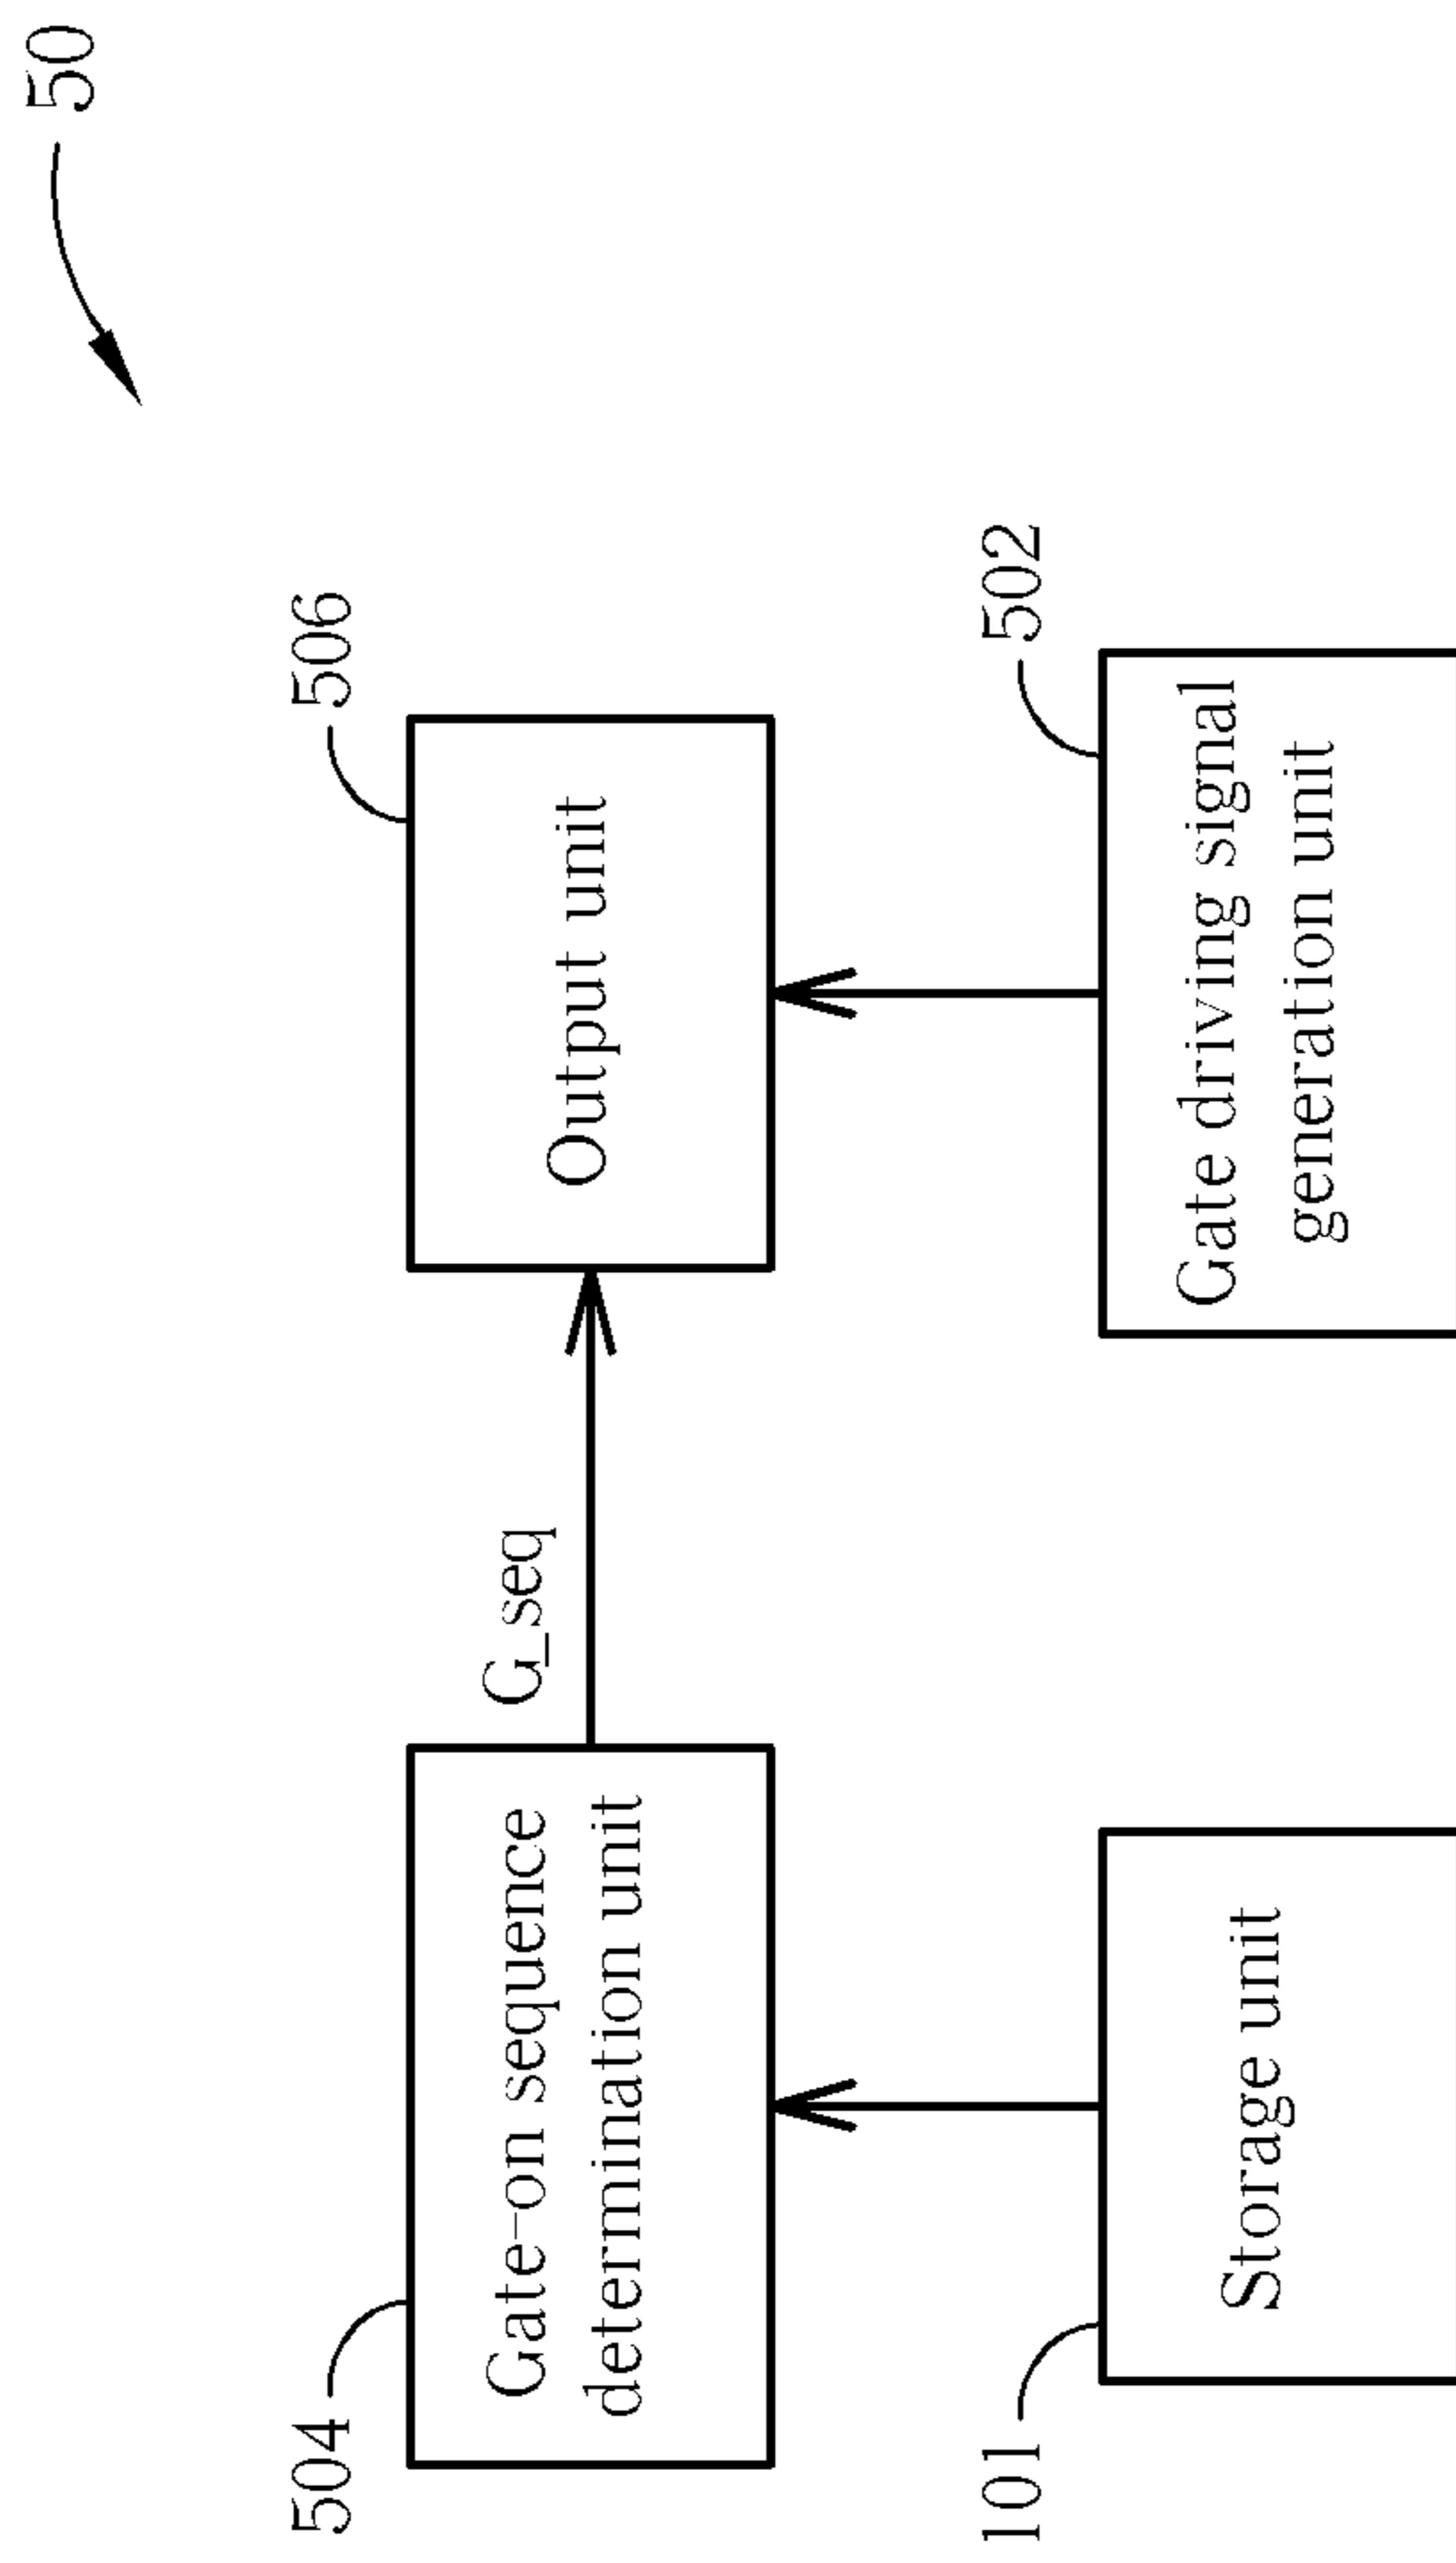 50
504
Gate-on sequence
determination unit
G_seq
506
Output unit
101
Storage unit
502
Gate driving signal
generation unit